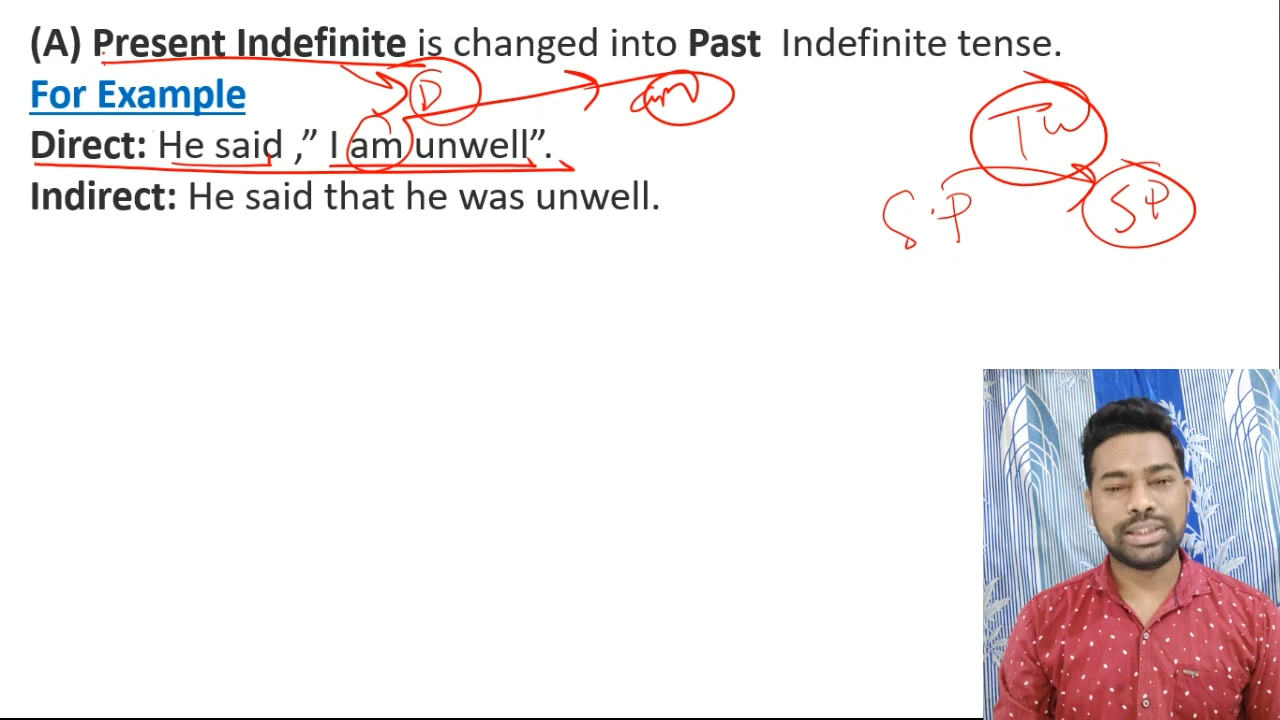 (A) Present Indefinite is changed into Past Indefinite tense.
For Example
D
Direct: He said ,” I am unwell”.
Indirect: He said that he was unwell.
T W
S.P
S P